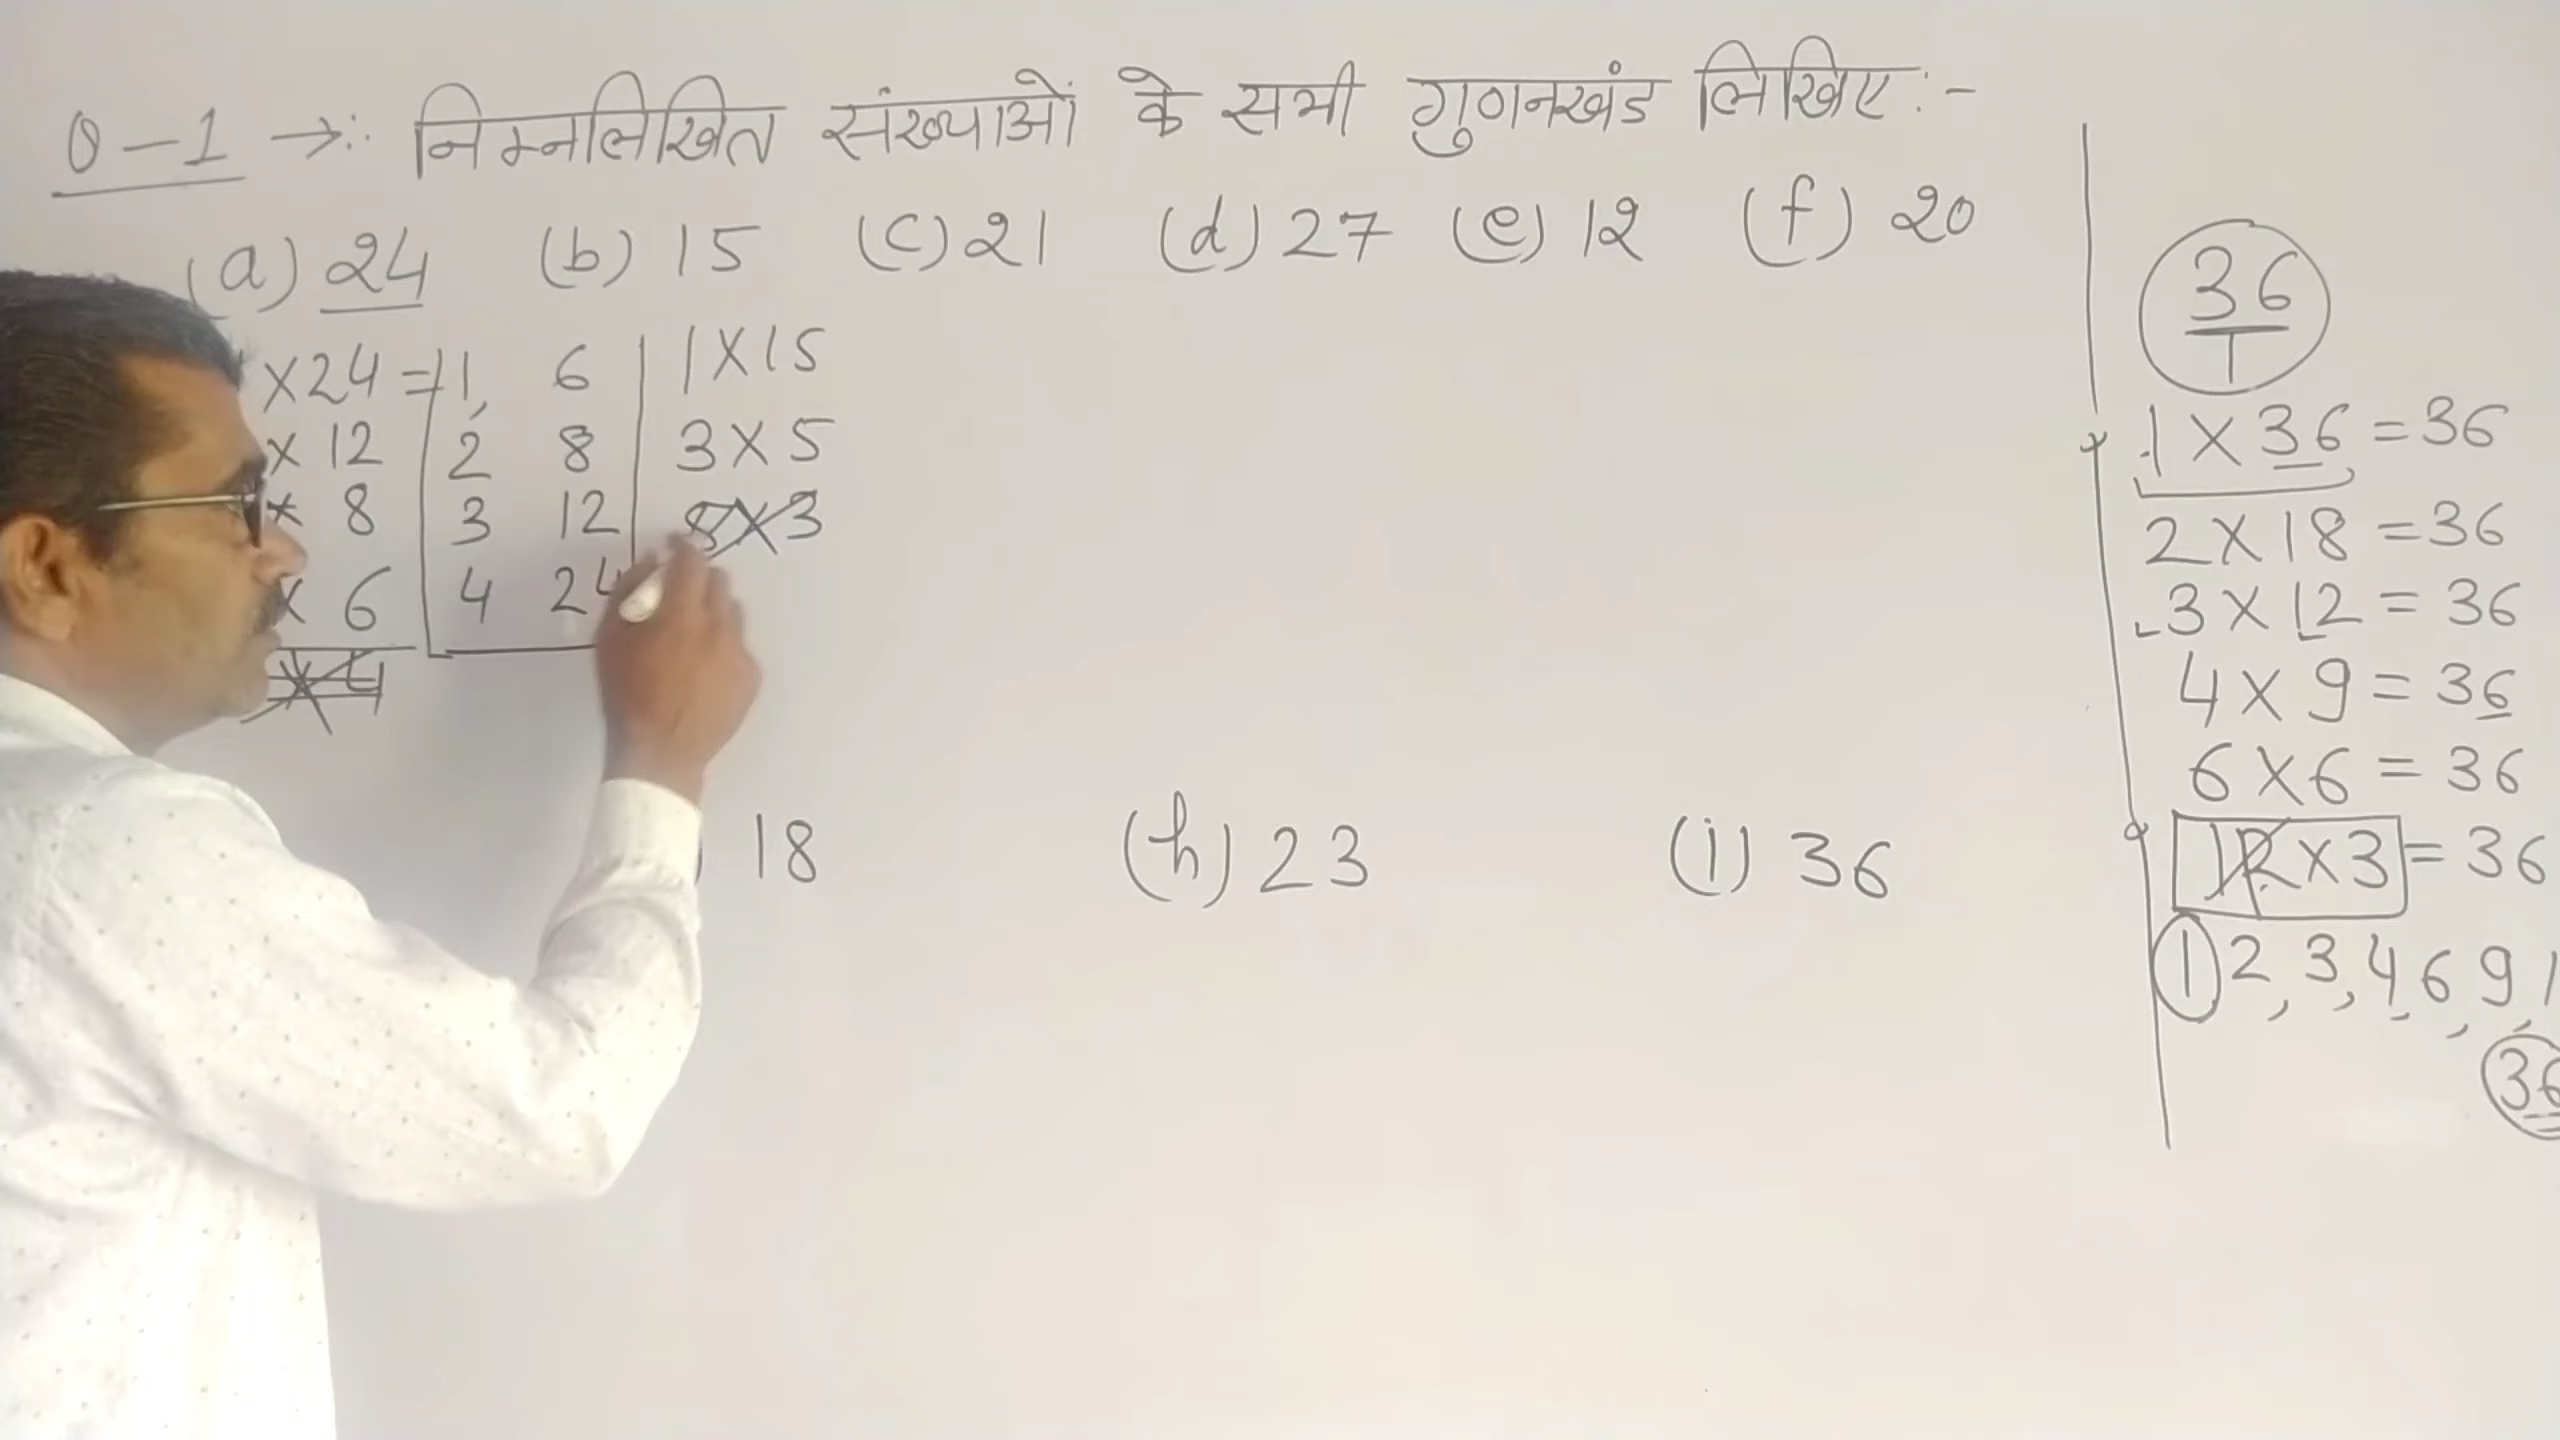 Q-1 →:· निम्नलिखित संख्याओं के सभी गुणनखंड लिखिए:-
(a) 24 (b) 15 (c) 21 (d) 27 (e) 12 (f) 20
×24 = 1, 6
× 12 2 8
× 8 3 12
× 6 4 24
× 4
1×15
3×5
5×3
18 (h) 23 (i) 36
36
1
1 × 36 = 36
2×18 = 36
3×12 = 36
4×9 = 36
6×6 = 36
12×3 = 36
1 2, 3, 4, 6, 9, 1
36